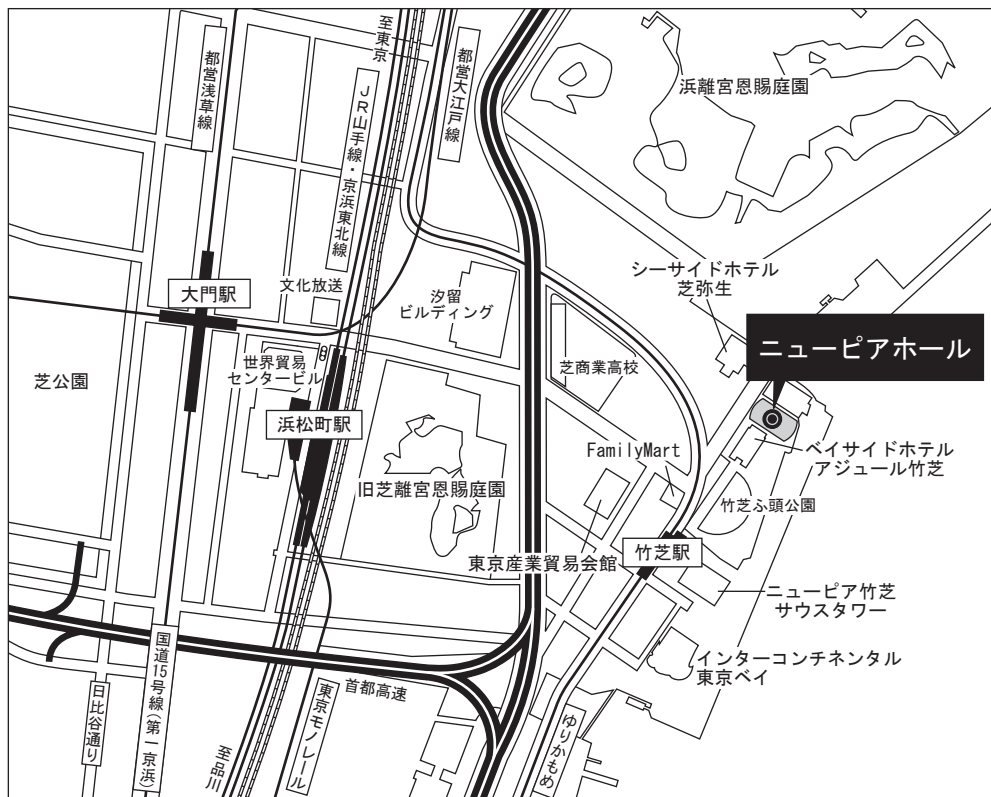 至東京
都営浅草線
都営大江戸線
JR山手線・京浜東北線
浜離宮恩賜庭園
シーサイドホテル
芝弥生
大門駅
文化放送
汐留
ビルディング
ニューピアホール
芝公園
世界貿易
センタービル
芝商業高校
浜松町駅
FamilyMart
ベイサイドホテル
アジュール竹芝
旧芝離宮恩賜庭園
竹芝ふ頭公園
東京産業貿易会館
竹芝駅
ニューピア竹芝
サウスタワー
インターコンチネンタル
東京ベイ
国道15号線(第一京浜)
日比谷通り
首都高速
東京モノレール
至品川
ゆりかもめ